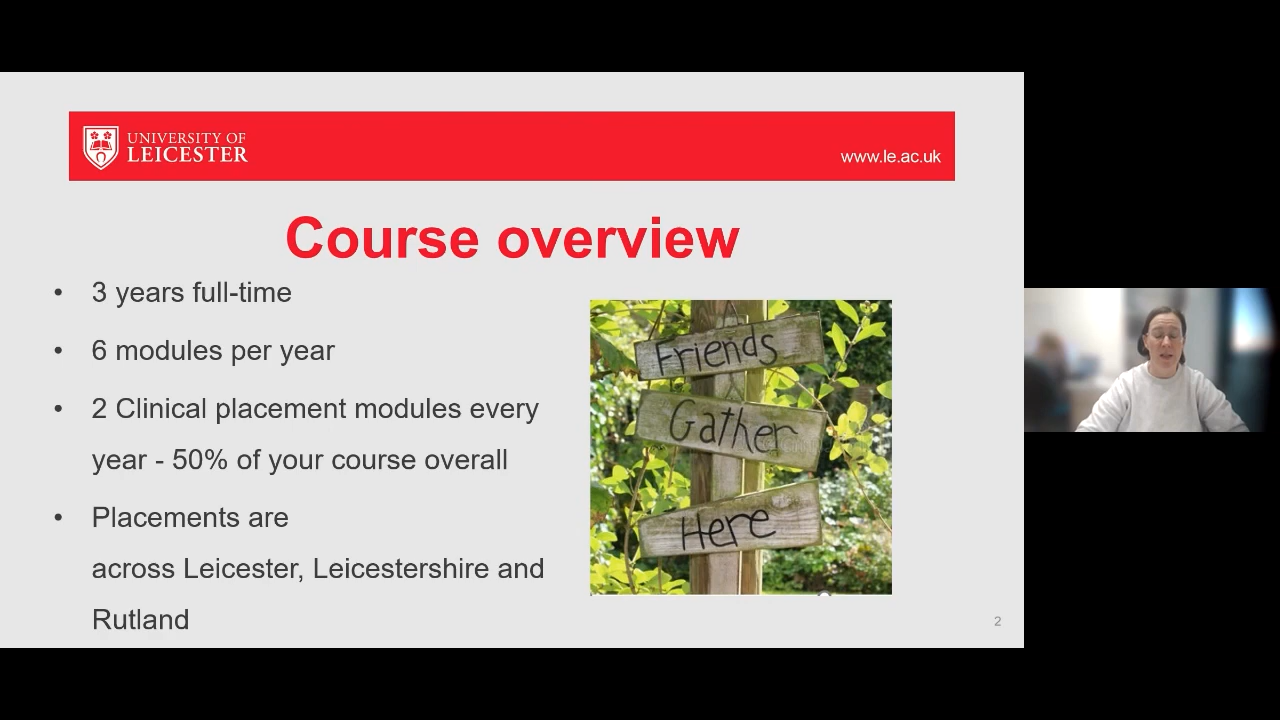 UNIVERSITY OF
LEICESTER
www.le.ac.uk
Course overview
• 3 years full-time
• 6 modules per year
• 2 Clinical placement modules every
year - 50% of your course overall
• Placements are
across Leicester, Leicestershire and
Rutland
Friends
Gather
Here
2